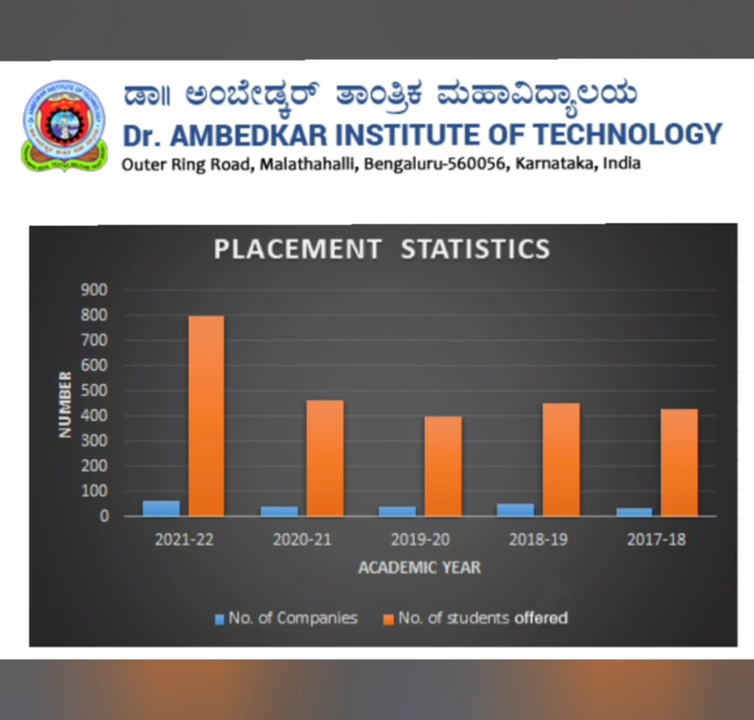 ಡಾ॥ ಅಂಬೇಡ್ಕರ್ ತಾಂತ್ರಿಕ ಮಹಾವಿದ್ಯಾಲಯ
Dr. AMBEDKAR INSTITUTE OF TECHNOLOGY
Outer Ring Road, Malathahalli, Bengaluru-560056, Karnataka, India
PLACEMENT STATISTICS
NUMBER
900
800
700
600
500
400
300
200
100
0
2021-22 2020-21 2019-20 2018-19 2017-18
ACADEMIC YEAR
No. of Companies No. of students offered